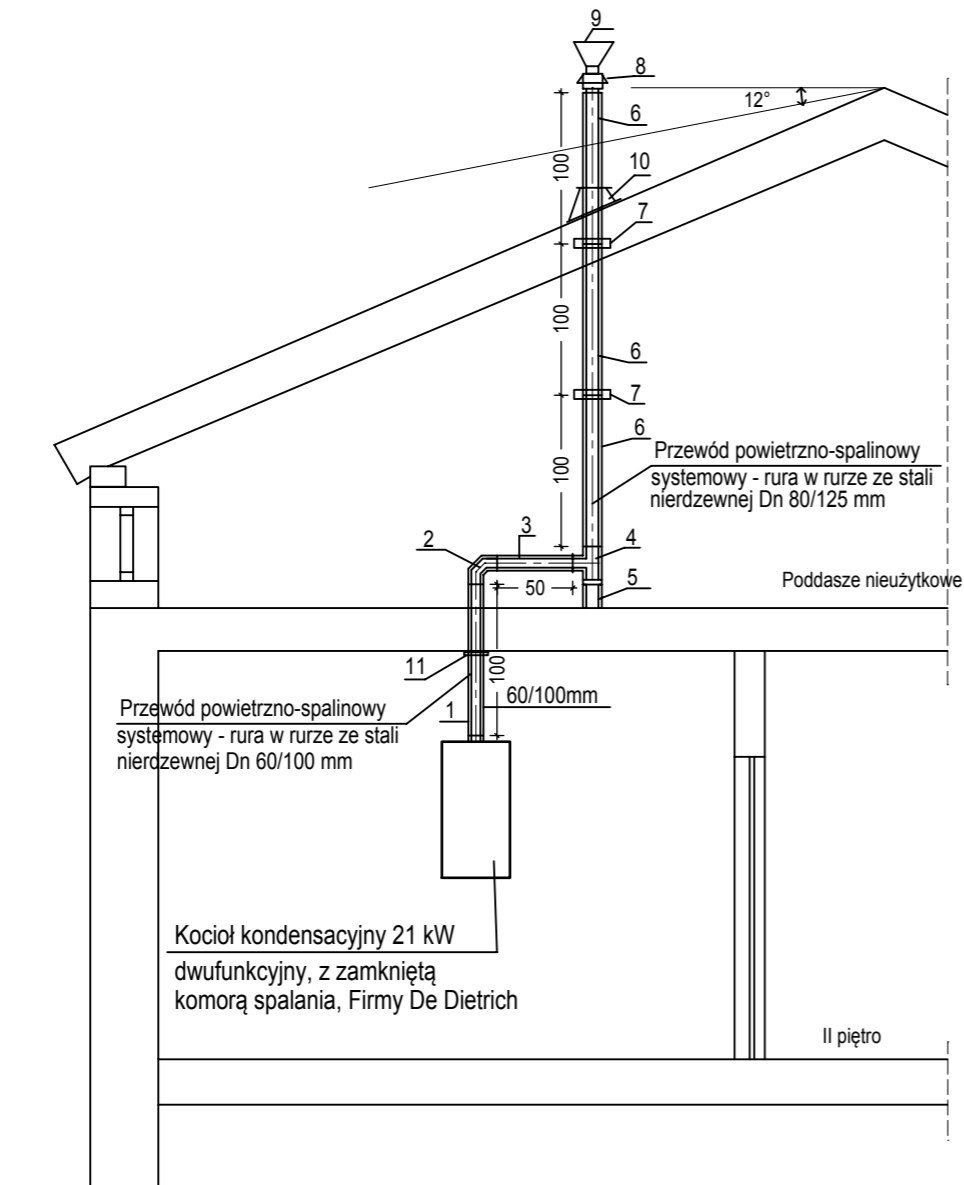 9
8
12°
6
100
10
7
100
6
7
6
Przewód powietrzno-spalinowy
systemowy - rura w rurze ze stali
nierdzewnej Dn 80/125 mm
100
3
2
4
50
5
Poddasze nieużytkowe
11
100
60/100mm
1
Przewód powietrzno-spalinowy
systemowy - rura w rurze ze stali
nierdzewnej Dn 60/100 mm
Kocioł kondensacyjny 21 kW
dwufunkcyjny, z zamkniętą
komorą spalania, Firmy De Dietrich
II piętro